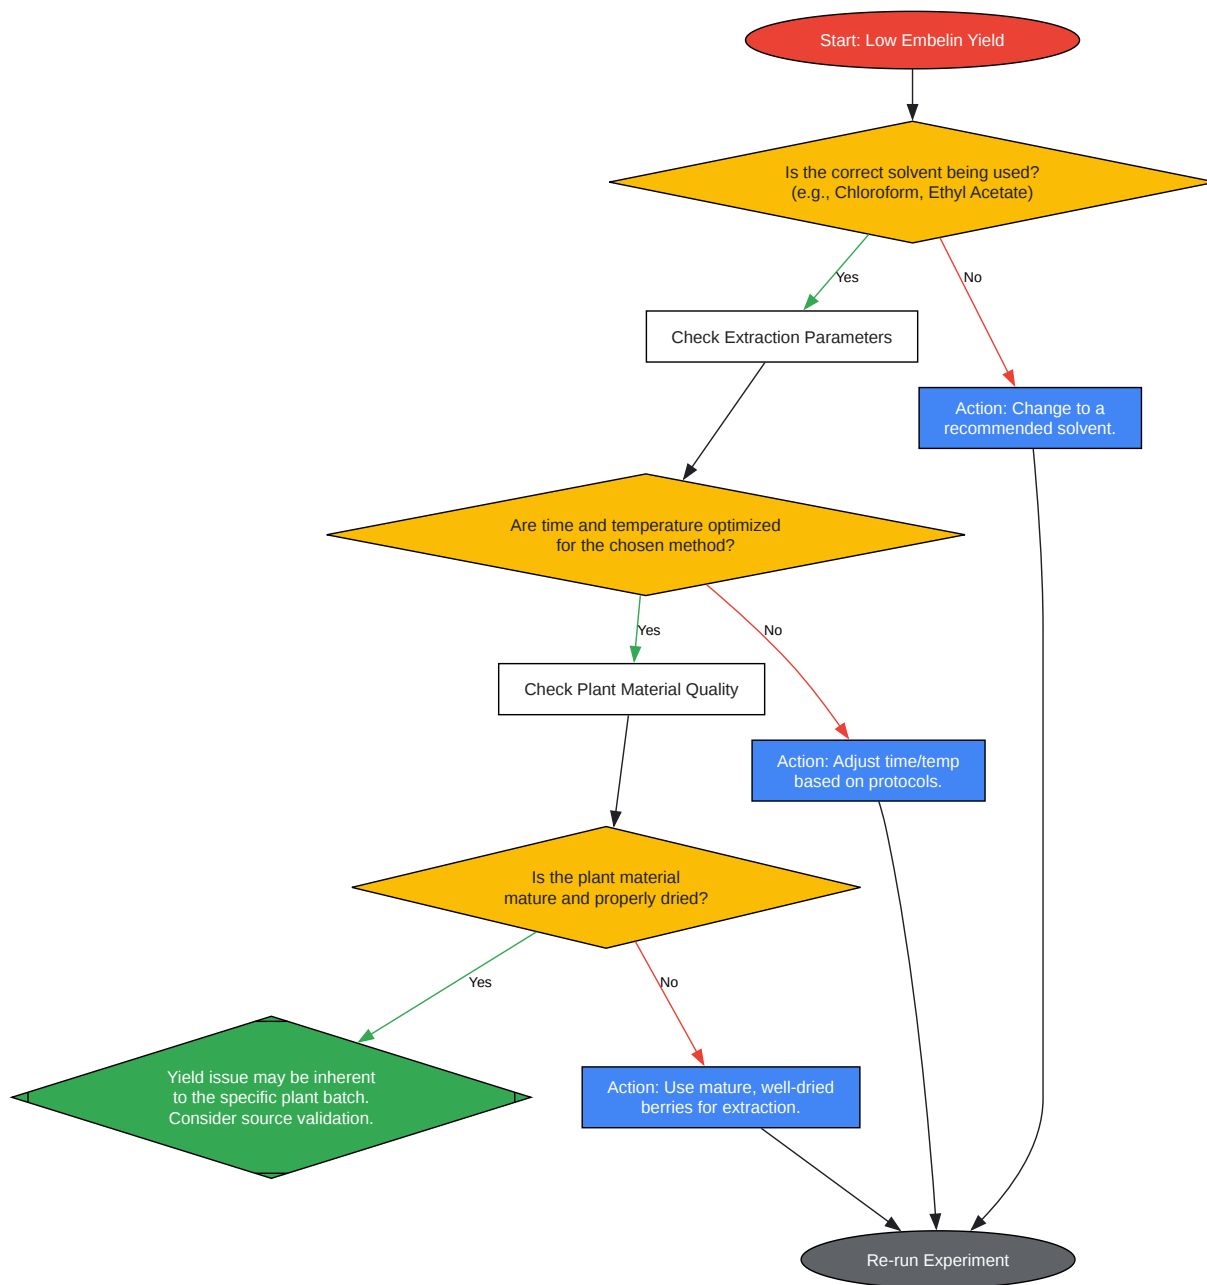 Start: Low Embelin Yield
Is the correct solvent being used?
(e.g., Chloroform, Ethyl Acetate)
Yes
No
Check Extraction Parameters
Action: Change to a
recommended solvent.
Are time and temperature optimized
for the chosen method?
Yes
No
Check Plant Material Quality
Action: Adjust time/temp
based on protocols.
Is the plant material
mature and properly dried?
Yes
No
Yield issue may be inherent
to the specific plant batch.
Consider source validation.
Action: Use mature, well-dried
berries for extraction.
Re-run Experiment